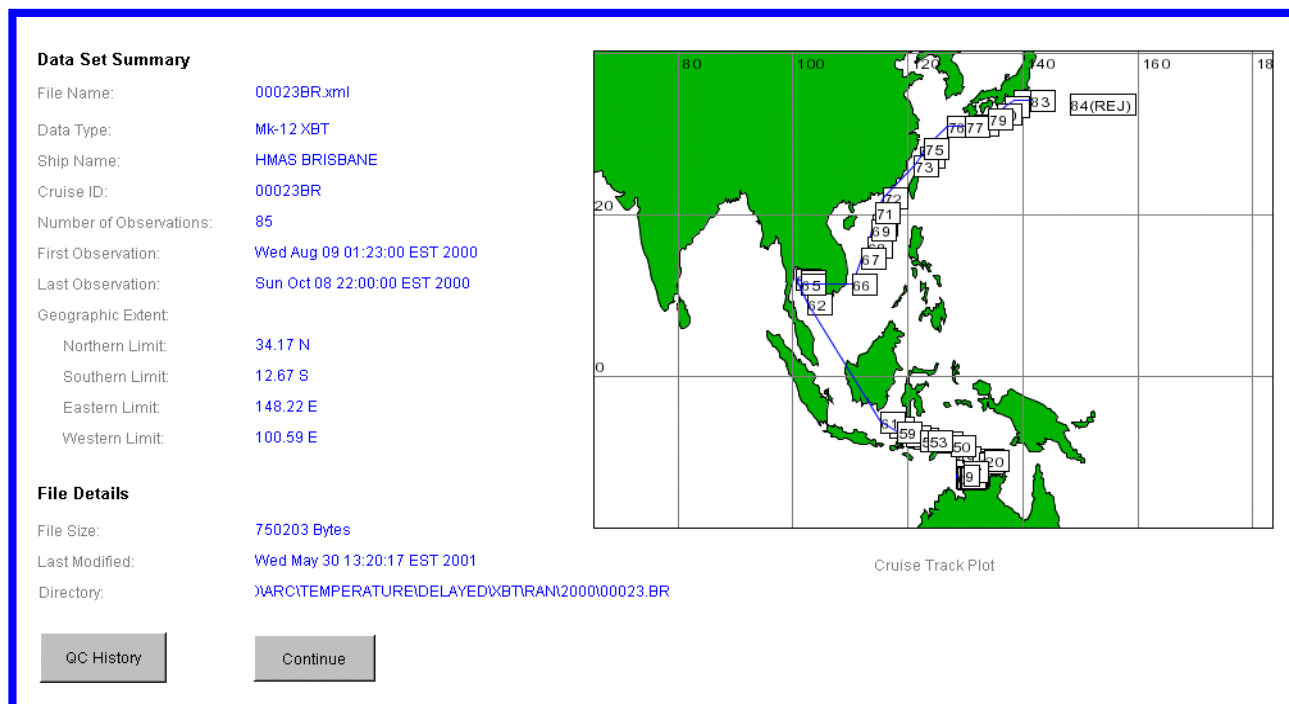 Data Set Summary
File Name: 00023BR.xml
Data Type: Mk-12 XBT
Ship Name: HMAS BRISBANE
Cruise ID: 00023BR
Number of Observations: 85
First Observation: Wed Aug 09 01:23:00 EST 2000
Last Observation: Sun Oct 08 22:00:00 EST 2000
Geographic Extent:
Northern Limit: 34.17 N
Southern Limit: 12.67 S
Eastern Limit: 148.22 E
Western Limit: 100.59 E
File Details
File Size: 750203 Bytes
Last Modified: Wed May 30 13:20:17 EST 2001
Directory: \ARC\TEMPERATURE\DELAYED\XBT\RAN\2000\00023.BR
QC History
Continue
80 100 120 140 160 18
83
84(REJ)
79
76 77
75
73
20
72
71
69
67
65
66
62
0
61
59
53
50
20
9
Cruise Track Plot